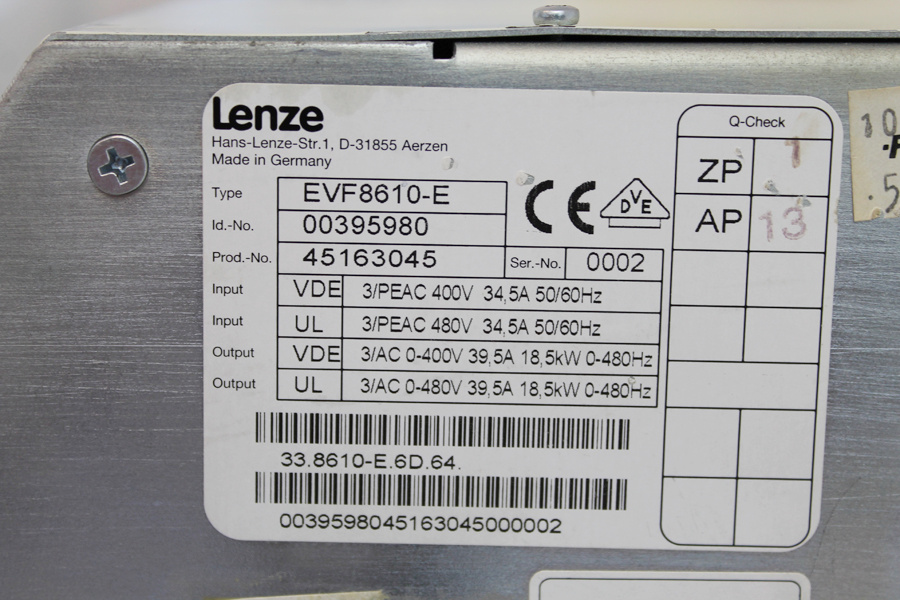 Lenze
Hans-Lenze-Str.1, D-31855 Aerzen
Made in Germany
Type EVF8610-E
Id.-No. 00395980
Prod.-No. 45163045 Ser.-No. 0002
Input VDE 3/PEAC 400V 34,5A 50/60Hz
Input UL 3/PEAC 480V 34,5A 50/60Hz
Output VDE 3/AC 0-400V 39,5A 18,5kW 0-480Hz
Output UL 3/AC 0-480V 39,5A 18,5kW 0-480Hz
33.8610-E.6D.64.
0039598045163045000002
CE
DVE
Q-Check
ZP 1
AP 13
10
.5